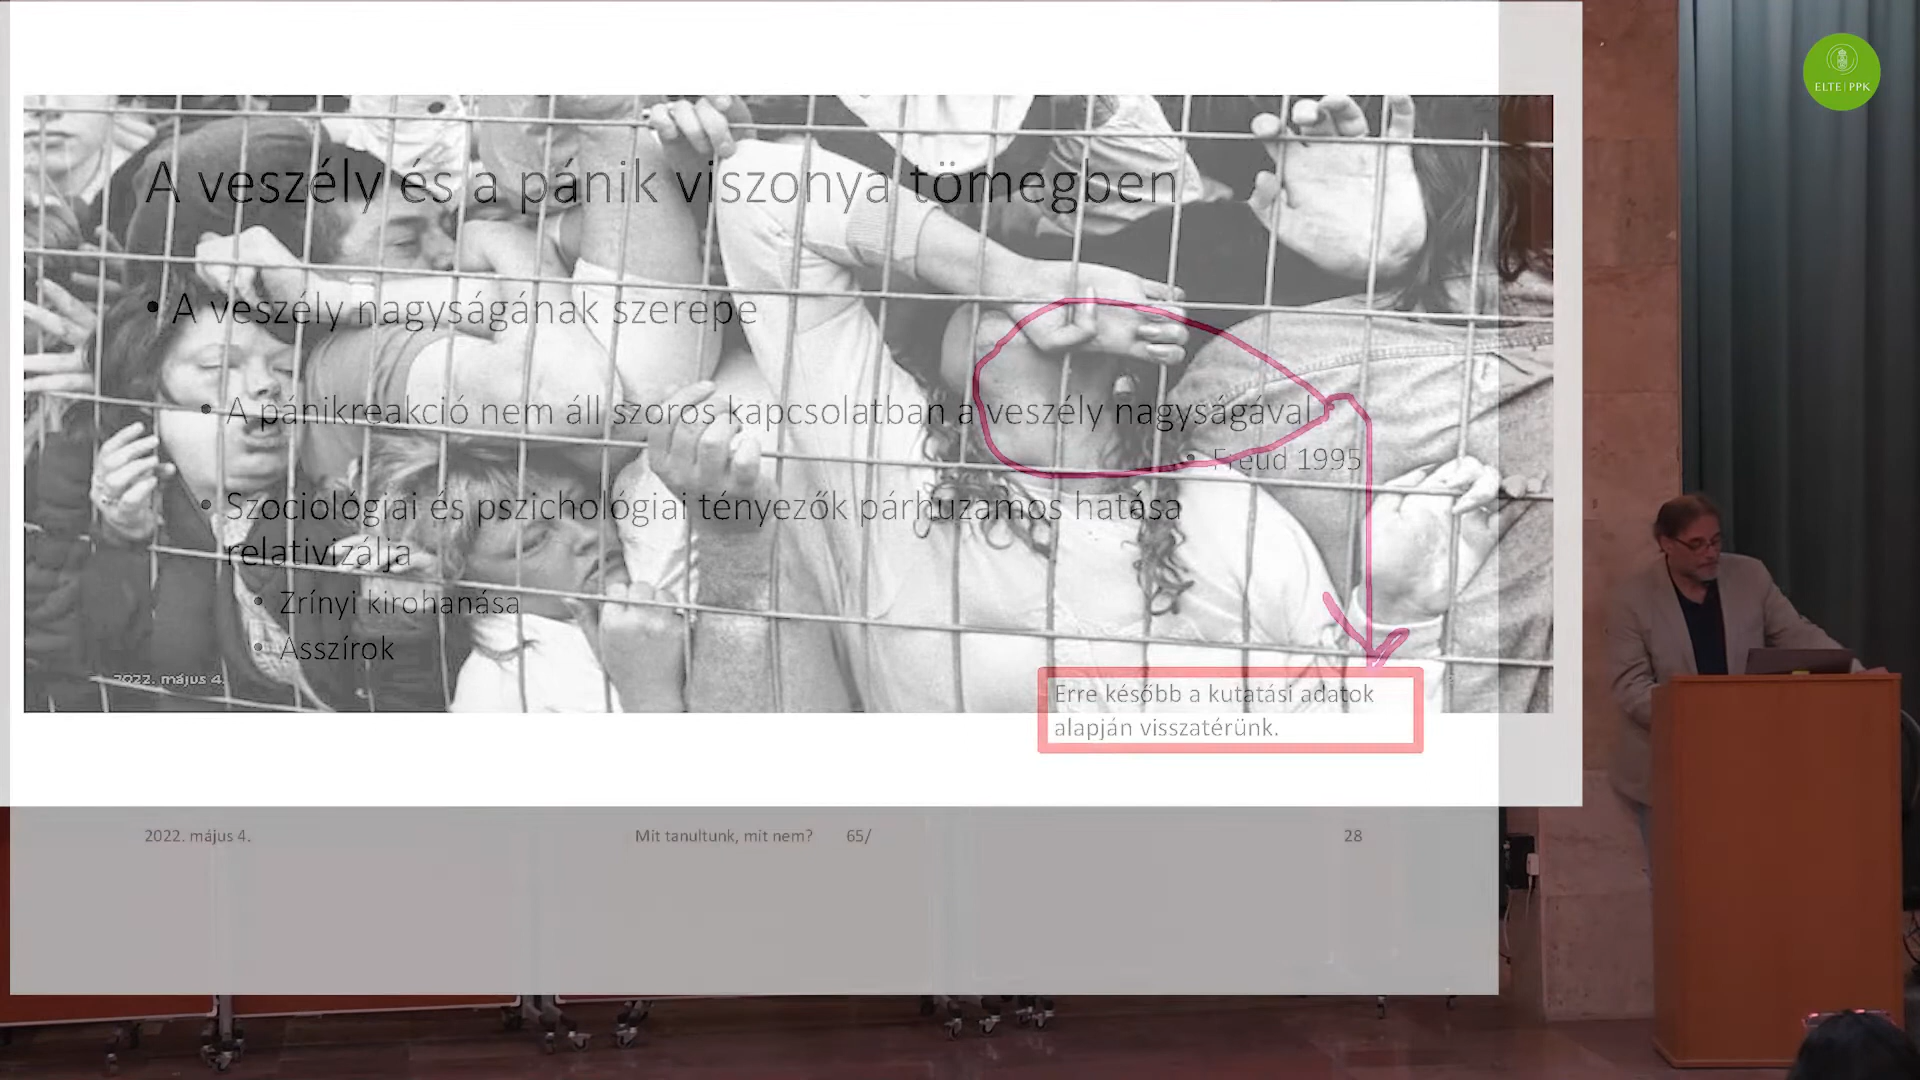 ELTE|PPK
A veszély és a pánik viszonya tömegben
• A veszély nagyságának szerepe
• A pánikreakció nem áll szoros kapcsolatban a veszély nagyságával
• Freud 1995
• Szociológiai és pszichológiai tényezők párhuzamos hatása
relativizálja
• Zrínyi kirohanása
• Asszírok
2022. május 4.
Erre később a kutatási adatok
alapján visszatérünk.
2022. május 4.
Mit tanultunk, mit nem? 65/
28